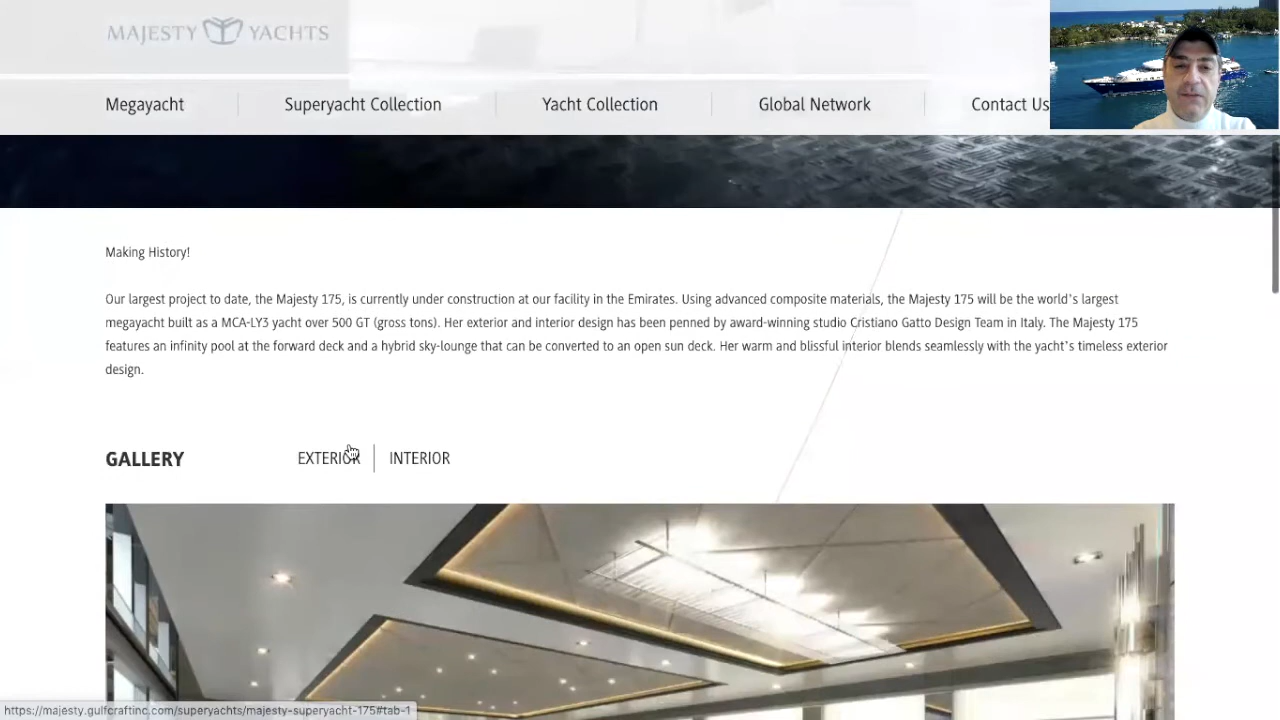 MAJESTY YACHTS
Megayacht
Superyacht Collection
Yacht Collection
Global Network
Contact Us
Making History!
Our largest project to date, the Majesty 175, is currently under construction at our facility in the Emirates. Using advanced composite materials, the Majesty 175 will be the world's largest
megayacht built as a MCA-LY3 yacht over 500 GT (gross tons). Her exterior and interior design has been penned by award-winning studio Cristiano Gatto Design Team in Italy. The Majesty 175
features an infinity pool at the forward deck and a hybrid sky-lounge that can be converted to an open sun deck. Her warm and blissful interior blends seamlessly with the yacht's timeless exterior
design.
GALLERY
EXTERIOR
INTERIOR
https://majesty.gulfcraftinc.com/superyachts/majesty-superyacht-175#tab-1